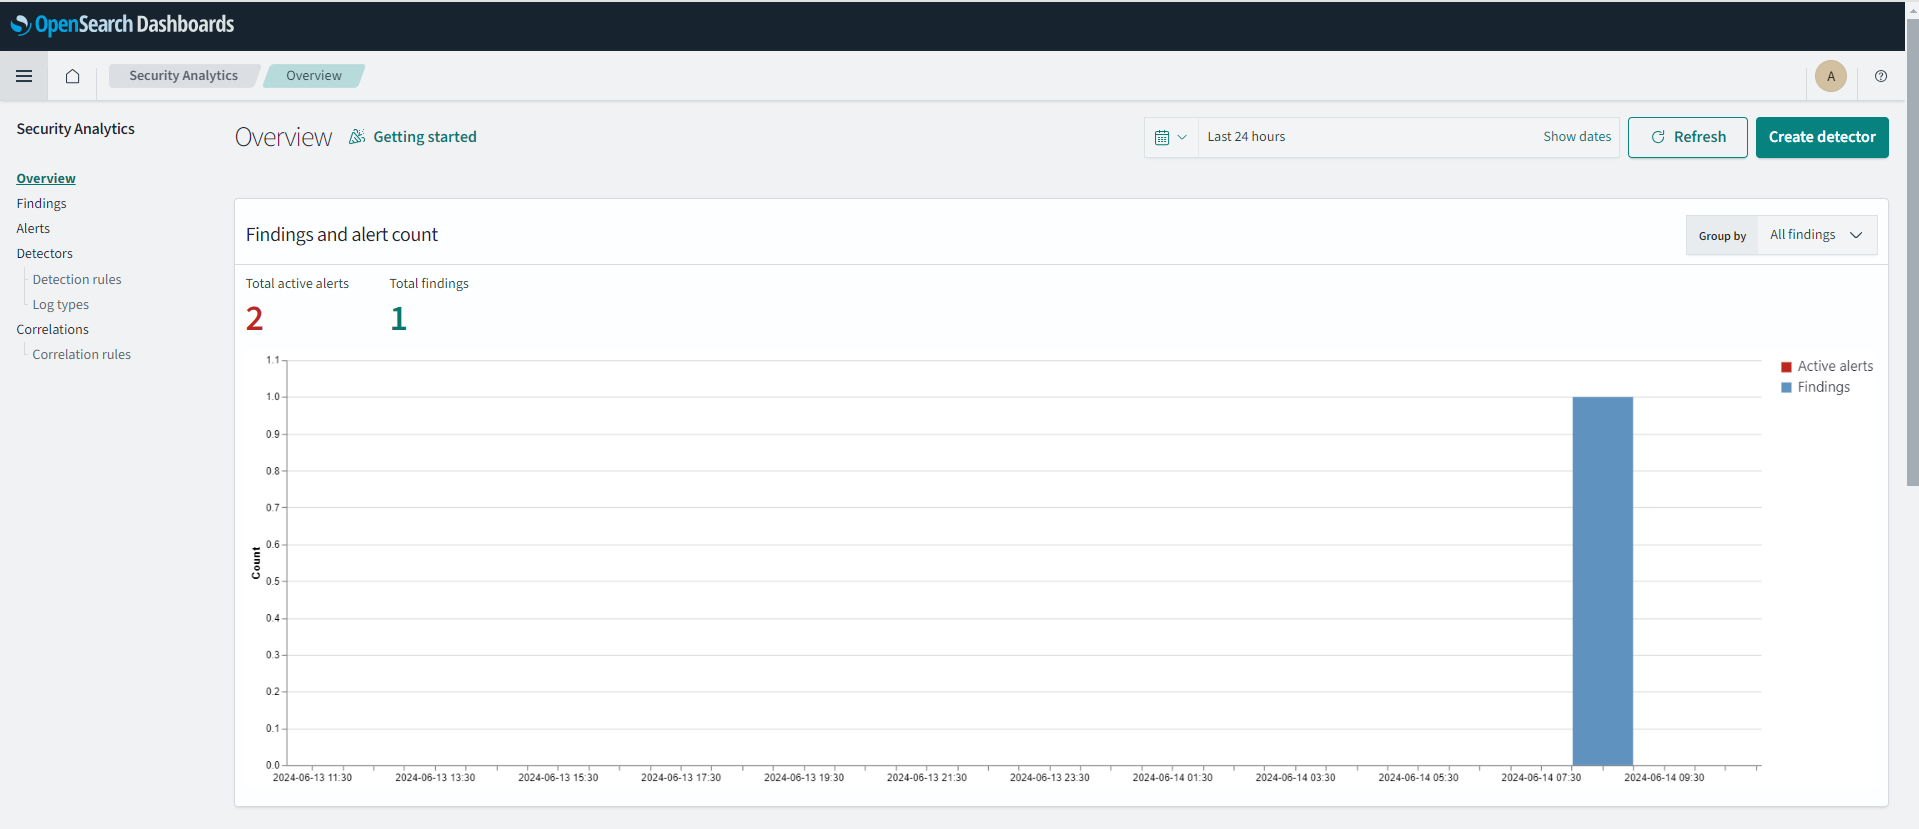 OpenSearch Dashboards
Security Analytics
Overview
A
Security Analytics
Overview
Findings
Alerts
Detectors
Detection rules
Log types
Correlations
Correlation rules
Overview
Getting started
Last 24 hours
Show dates
Refresh
Create detector
Findings and alert count
Group by
All findings
Total active alerts
Total findings
2
1
1.1
1.0
0.9
0.8
0.7
0.6
0.5
0.4
0.3
0.2
0.1
0.0
Count
2024-06-13 11:30
2024-06-13 13:30
2024-06-13 15:30
2024-06-13 17:30
2024-06-13 19:30
2024-06-13 21:30
2024-06-13 23:30
2024-06-14 01:30
2024-06-14 03:30
2024-06-14 05:30
2024-06-14 07:30
2024-06-14 09:30
Active alerts
Findings